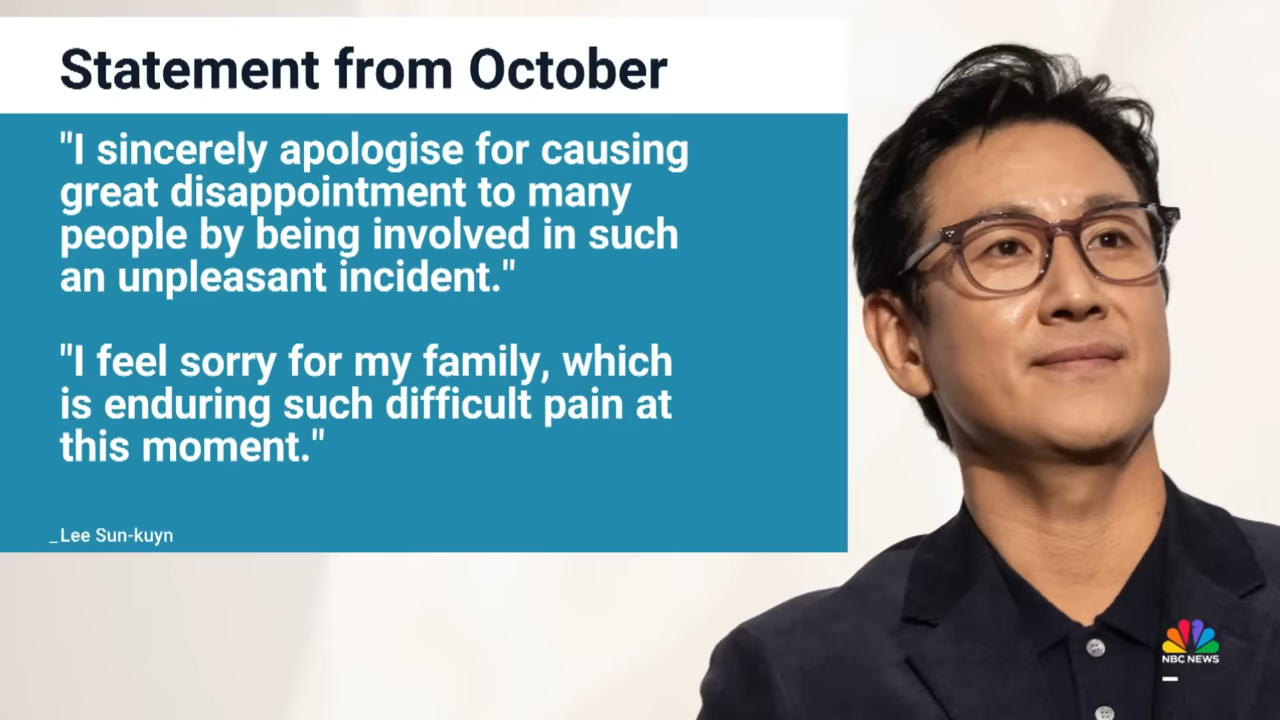 Statement from October
"I sincerely apologise for causing
great disappointment to many
people by being involved in such
an unpleasant incident."
"I feel sorry for my family, which
is enduring such difficult pain at
this moment."
_Lee Sun-kuyn
NBC NEWS